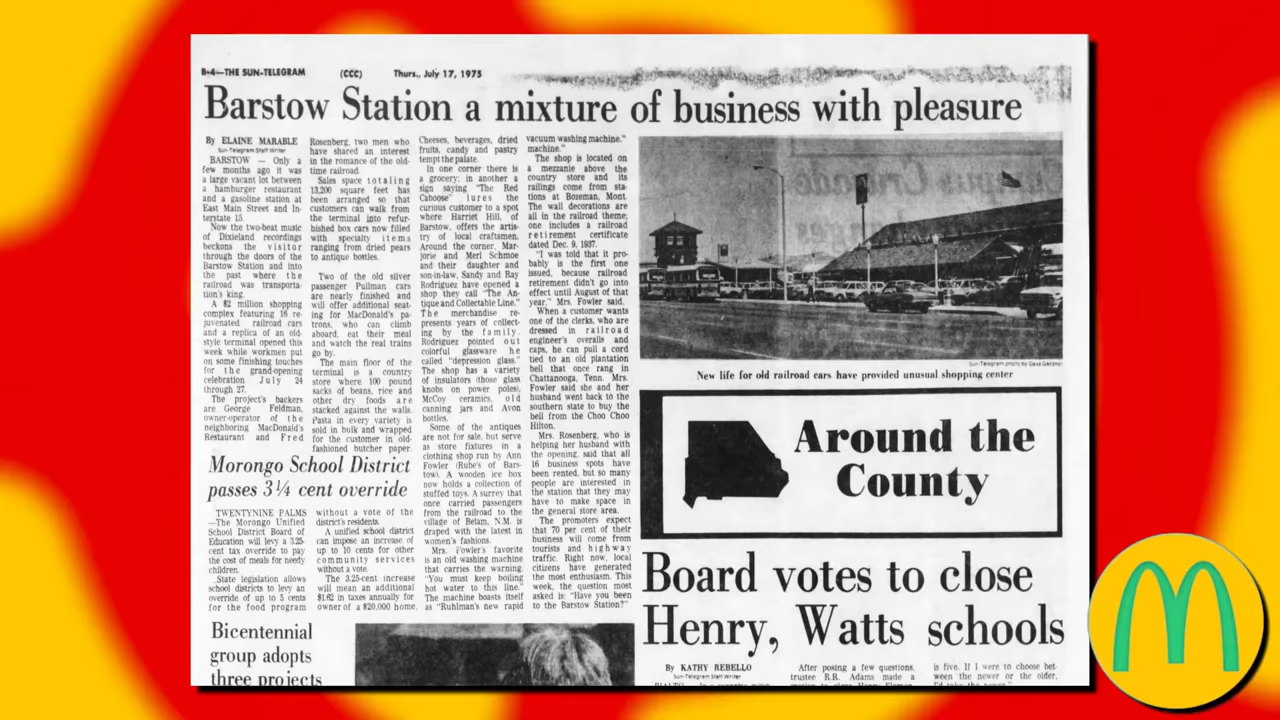 B-4—THE SUN-TELEGRAM (CCC) Thurs., July 17, 1975
Barstow Station a mixture of business with pleasure
By ELAINE MARABLE
Sun-Telegram Staff Writer
BARSTOW — Only a
few months ago it was
a large vacant lot between
a hamburger restaurant
and a gasoline station at
East Main Street and In-
terstate 15.
Now the two-beat music
of Dixieland recordings
beckons the visitor
through the doors of the
Barstow Station and into
the past where the
railroad was transporta-
tion's king.
A $2 million shopping
complex featuring 16 re-
juvenated railroad cars
and a replica of an old-
style terminal opened this
week while workmen put
on some finishing touches
for the grand-opening
celebration July 24
through 27.
The project's backers
are George Feldman,
owner-operator of the
neighboring MacDonald's
Restaurant and Fred
Rosenberg, two men who
have shared an interest
in the romance of the old-
time railroad.
Sales space totaling
13,200 square feet has
been arranged so that
customers can walk from
the terminal into refur-
bished box cars now filled
with specialty items
ranging from dried pears
to antique bottles.
Two of the old silver
passenger Pullman cars
are nearly finished and
will offer additional seat-
ing for MacDonald's pa-
trons, who can climb
aboard, eat their meal
and watch the real trains
go by.
The main floor of the
terminal is a country
store where 100 pound
sacks of beans, rice and
other dry foods are
stacked against the walls.
Pasta in every variety is
sold in bulk and wrapped
for the customer in old-
fashioned butcher paper.
Cheeses, beverages, dried
fruits, candy and pastry
tempt the palate.
In one corner there is
a grocery; in another a
sign saying "The Red
Caboose" lures the
curious customer to a spot
where Harriet Hill, of
Barstow, offers the artis-
try of local craftsmen.
Around the corner, Mar-
jorie and Merl Schmoe
and their daughter and
son-in-law, Sandy and Ray
Rodriguez have opened a
shop they call "The An-
tique and Collectable Line."
The merchandise re-
presents years of collect-
ing by the family.
Rodriguez pointed out
colorful glassware he
called "depression glass."
The shop has a variety
of insulators (those glass
knobs on power poles),
McCoy ceramics, old
canning jars and Avon
bottles.
Some of the antiques
are not for sale, but serve
as store fixtures in a
clothing shop run by Ann
Fowler (Rube's of Bars-
tow). A wooden ice box
now holds a collection of
stuffed toys. A surrey that
once carried passengers
from the railroad to the
village of Belam, N.M. is
draped with the latest in
women's fashions.
Mrs. Fowler's favorite
is an old washing machine
that carries the warning:
"You must keep boiling
hot water to this line."
The machine boasts itself
as "Ruhlman's new rapid
vacuum washing machine."
machine."
The shop is located on
a mezzanie above the
country store and its
railings come from sta-
tions at Bozeman, Mont.
The wall decorations are
all in the railroad theme;
one includes a railroad
retirement certificate
dated Dec. 9, 1937.
"I was told that it pro-
bably is the first one
issued, because railroad
retirement didn't go into
effect until August of that
year," Mrs. Fowler said.
When a customer wants
one of the clerks, who are
dressed in railroad
engineer's overalls and
caps, he can pull a cord
tied to an old plantation
bell that once rang in
Chattanooga, Tenn. Mrs.
Fowler said she and her
husband went back to the
southern state to buy the
bell from the Choo Choo
Hilton.
Mrs. Rosenberg, who is
helping her husband with
the opening, said that all
16 business spots have
been rented, but so many
people are interested in
the station that they may
have to make space in
the general store area.
The promoters expect
that 70 per cent of their
business will come from
tourists and highway
traffic. Right now, local
citizens have generated
the most enthusiasm. This
week, the question most
asked is: "Have you been
to the Barstow Station?"
Sun-Telegram photo by Dave Gardner
New life for old railroad cars have provided unusual shopping center
Around the
County
Morongo School District
passes 3¼ cent override
TWENTYNINE PALMS
—The Morongo Unified
School District Board of
Education will levy a 3.25-
cent tax override to pay
the cost of meals for needy
children.
State legislation allows
school districts to levy an
override of up to 5 cents
for the food program
without a vote of the
district's residents.
A unified school district
can impose an increase of
up to 10 cents for other
community services
without a vote.
The 3.25-cent increase
will mean an additional
$1.62 in taxes annually for
owner of a $20,000 home.
Board votes to close
Henry, Watts schools
By KATHY REBELLO
Sun-Telegram Staff Writer
After posing a few questions,
trustee R.R. Adams made a
is five. If I were to choose bet-
ween the newer or the older,
Bicentennial
group adopts
three projects